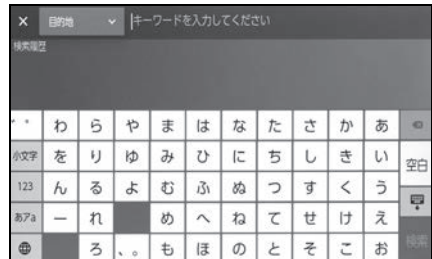 × 目的地 キーワードを入力してください
検索履歴
゛゜ わ ら や ま は な た さ か あ
小文字 を り ゆ み ひ に ち し き い 空白
123 ん る よ む ふ ぬ つ す く う
あアa ー れ め へ ね て せ け え
ろ 、。 も ほ の と そ こ お 検索